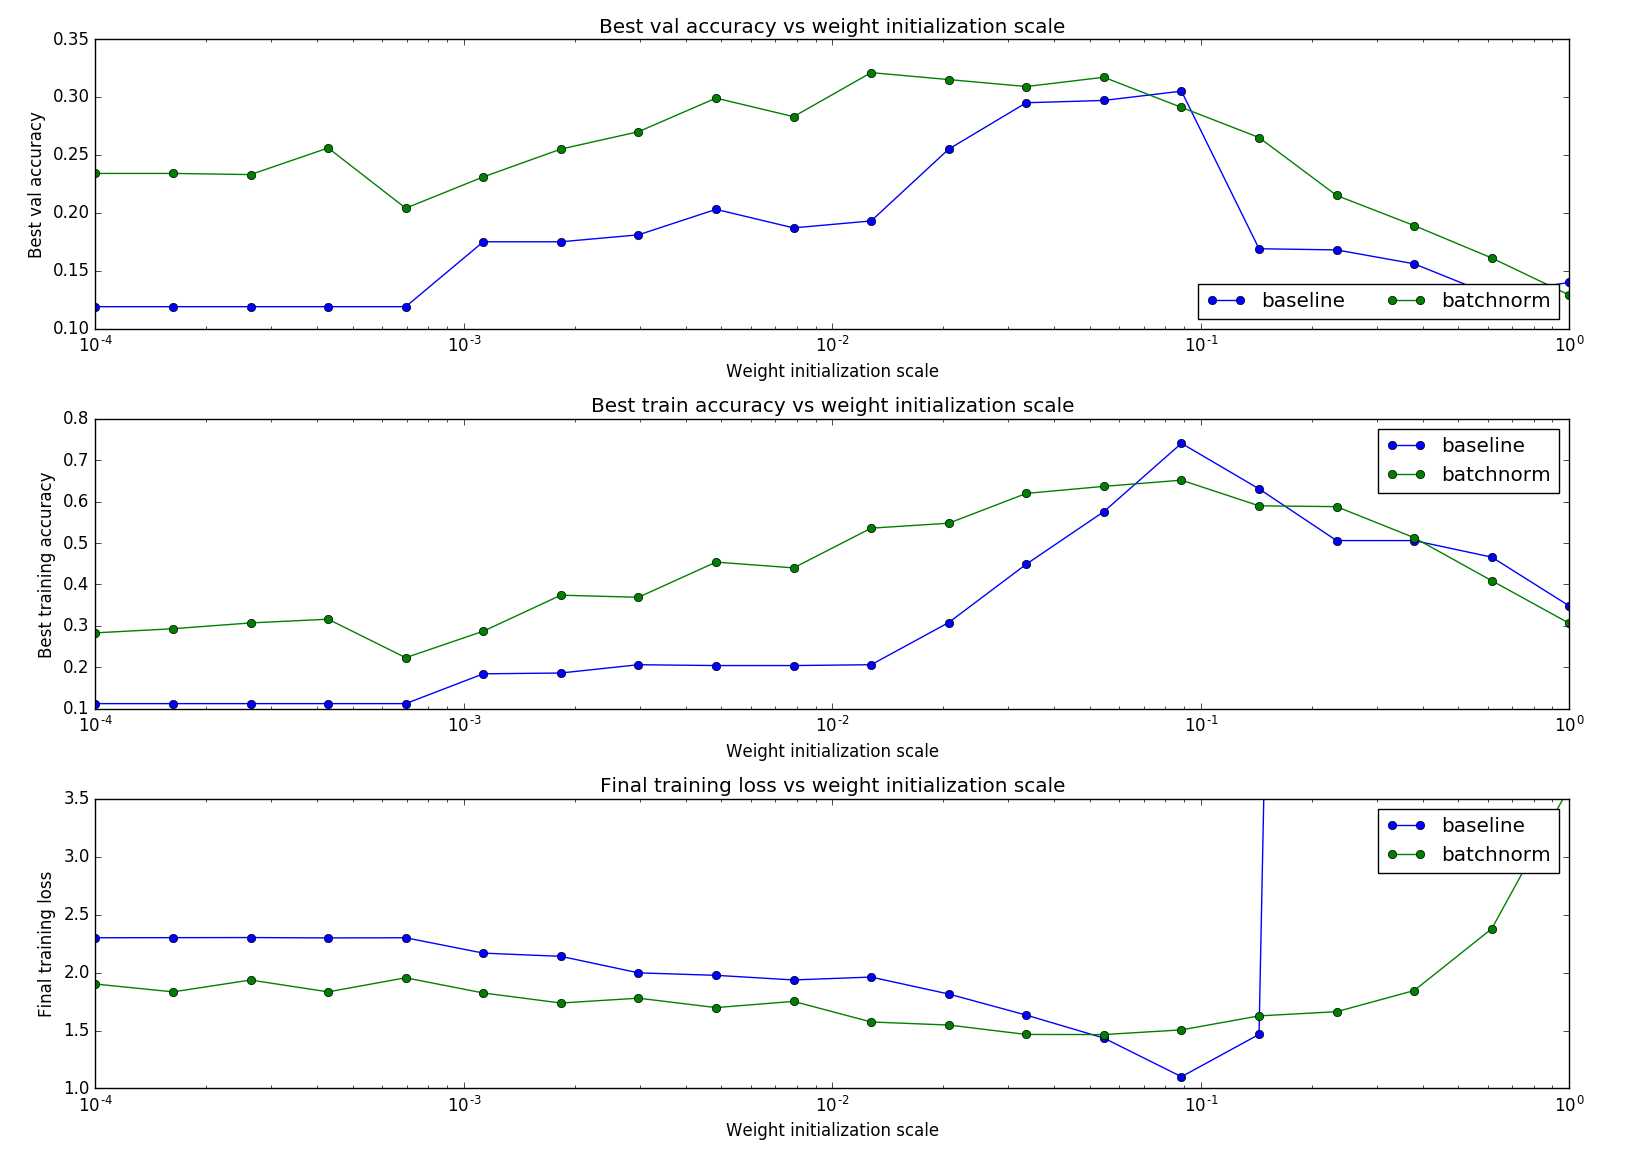 Best val accuracy vs weight initialization scale
0.35
0.30
0.25
0.20
0.15
0.10
Best val accuracy
baseline batchnorm
10^-4 10^-3 10^-2 10^-1 10^0
Weight initialization scale
Best train accuracy vs weight initialization scale
0.8
0.7
0.6
0.5
0.4
0.3
0.2
0.1
Best training accuracy
baseline
batchnorm
10^-4 10^-3 10^-2 10^-1 10^0
Weight initialization scale
Final training loss vs weight initialization scale
3.5
3.0
2.5
2.0
1.5
1.0
Final training loss
baseline
batchnorm
10^-4 10^-3 10^-2 10^-1 10^0
Weight initialization scale